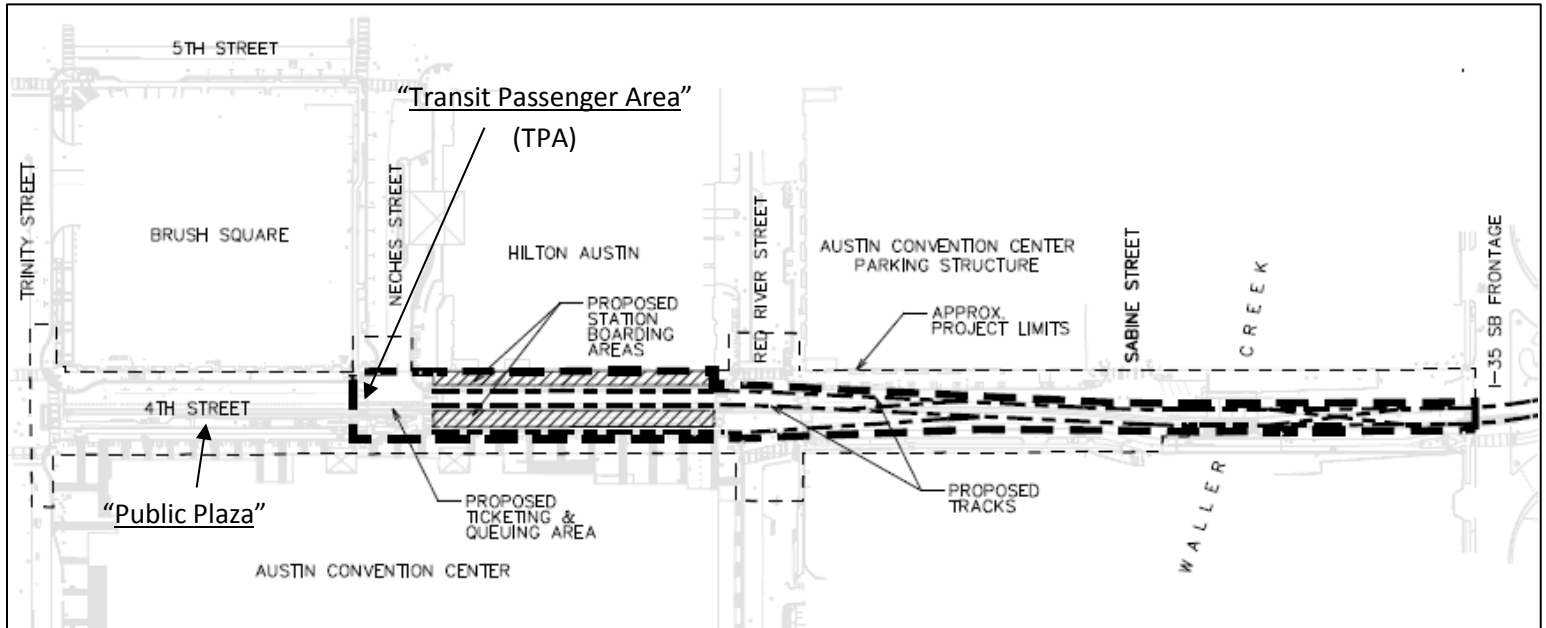 5TH STREET
“Transit Passenger Area”
(TPA)
TRINITY STREET
BRUSH SQUARE
NECHES STREET
HILTON AUSTIN
RED RIVER STREET
AUSTIN CONVENTION CENTER
PARKING STRUCTURE
SABINE STREET
CREEK
I-35 SB FRONTAGE
PROPOSED
STATION
BOARDING
AREAS
APPROX.
PROJECT LIMITS
4TH STREET
“Public Plaza”
PROPOSED
TICKETING &
QUEUING AREA
PROPOSED
TRACKS
WALLER
AUSTIN CONVENTION CENTER